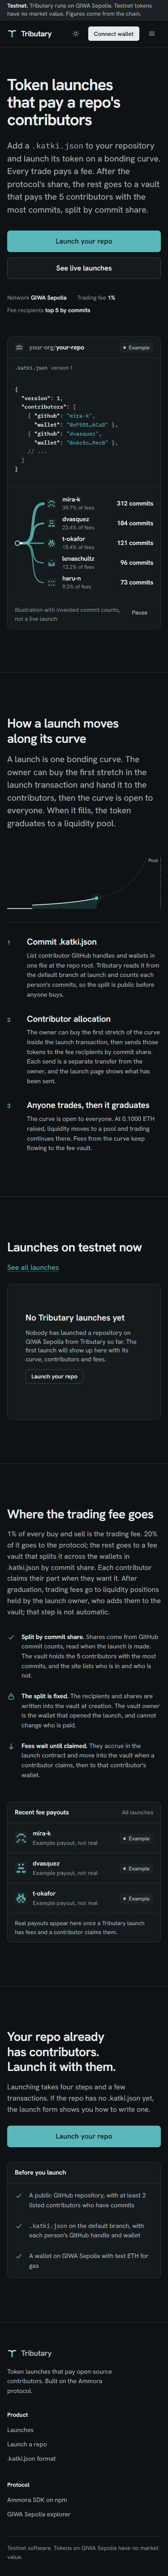 Testnet. Tributary runs on GIWA Sepolia. Testnet tokens
have no market value. Figures come from the chain.
Tributary
Connect wallet
Token launches
that pay a repo's
contributors
Add a .katki.json to your repository
and launch its token on a bonding curve.
Every trade pays a fee. After the
protocol's share, the rest goes to a vault
that pays the 5 contributors with the
most commits, split by commit share.
Launch your repo
See live launches
Network GIWA Sepolia Trading fee 1%
Fee recipients top 5 by commits
your-org/your-repo
Example
.katki.json version 1
{
"version": 1,
"contributors": [
{ "github": "mira-k",
{ "github": "dvasquez",
// ...
]
}
mira-k
39.7% of fees
312 commits
dvasquez
23.4% of fees
184 commits
t-okafor
15.4% of fees
121 commits
lenaschultz
12.2% of fees
96 commits
haru-n
9.3% of fees
73 commits
Illustration with invented commit counts,
not a live launch
Pause
How a launch moves
along its curve
A launch is one bonding curve. The
owner can buy the first stretch in the
launch transaction and hand it to the
contributors, then the curve is open to
everyone. When it fills, the token
graduates to a liquidity pool.
Pool
1
Commit .katki.json
List contributor GitHub handles and wallets in
one file at the repo root. Tributary reads it from
the default branch at launch and counts each
person's commits, so the split is public before
anyone buys.
2
Contributor allocation
The owner can buy the first stretch of the curve
inside the launch transaction, then sends those
tokens to the fee recipients by commit share.
Each send is a separate transfer from the
owner, and the launch page shows what has
been sent.
3
Anyone trades, then it graduates
The curve is open to everyone. At 0.1000 ETH
raised, liquidity moves to a pool and trading
continues there. Fees from the curve keep
flowing to the fee vault.
Launches on testnet now
See all launches
No Tributary launches yet
Nobody has launched a repository on
GIWA Sepolia from Tributary so far. The
first launch will show up here with its
curve, contributors and fees.
Launch your repo
Where the trading fee goes
1% of every buy and sell is the trading fee. 20%
of it goes to the protocol; the rest goes to a fee
vault that splits it across the wallets in
.katki.json by commit share. Each contributor
claims their part when they want it. After
graduation, trading fees go to liquidity positions
held by the launch owner, who adds them to the
vault; that step is not automatic.
Split by commit share. Shares come from GitHub
commit counts, read when the launch is made.
The vault holds the 5 contributors with the most
commits, and the site lists who is in and who is
not.
The split is fixed. The recipients and shares are
written into the vault at creation. The vault owner
is the wallet that opened the launch, and cannot
change who is paid.
Fees wait until claimed. They accrue in the
launch contract and move into the vault when a
contributor claims, then to that contributor's
wallet.
Recent fee payouts
All launches
mira-k
Example payout, not real
Example
dvasquez
Example payout, not real
Example
t-okafor
Example payout, not real
Example
Real payouts appear here once a Tributary launch
has fees and a contributor claims them.
Your repo already
has contributors.
Launch it with them.
Launching takes four steps and a few
transactions. If the repo has no .katki.json yet,
the launch form shows you how to write one.
Launch your repo
Before you launch
A public GitHub repository, with at least 2
listed contributors who have commits
.katki.json on the default branch, with
each person's GitHub handle and wallet
A wallet on GIWA Sepolia with test ETH for
gas
Tributary
Token launches that pay open-source
contributors. Built on the Ammora
protocol.
Product
Launches
Launch a repo
.katki.json format
Protocol
Ammora SDK on npm
GIWA Sepolia explorer
Testnet software. Tokens on GIWA Sepolia have no market
value.